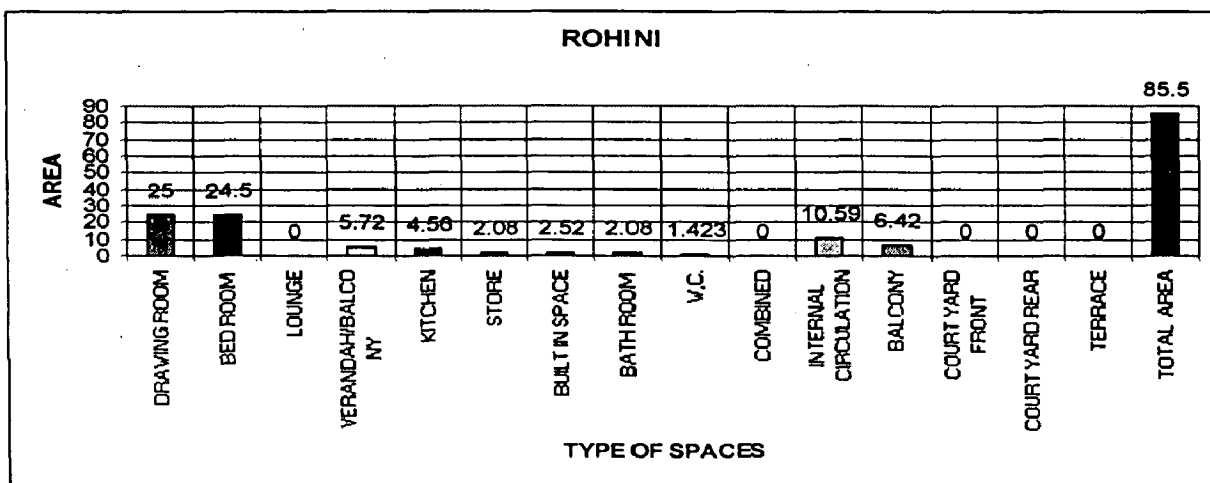 ROHINI
AREA
90
80
70
60
50
40
30
20
10
0
25
24.5
0
5.72
4.56
2.08
2.52
2.08
1.423
0
10.59
6.42
0
0
0
85.5
DRAWING ROOM
BED ROOM
LOUNGE
VERANDAH/BALCO
NY
KITCHEN
STORE
BUILT IN SPACE
BATH ROOM
W.C.
COMBINED
INTERNAL
CIRCULATION
BALCONY
COURT YARD
FRONT
COURT YARD REAR
TERRACE
TOTAL AREA
TYPE OF SPACES